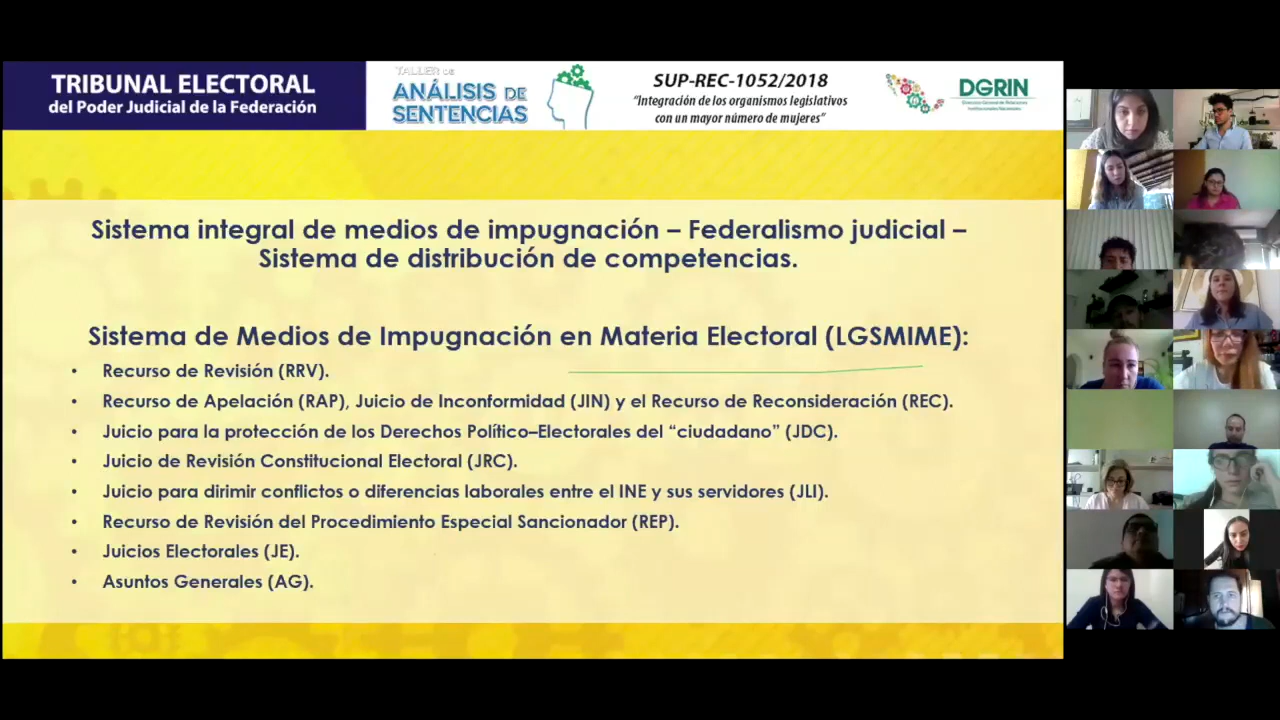 TRIBUNAL ELECTORAL
del Poder Judicial de la Federación
TALLER DE
ANÁLISIS DE
SENTENCIAS
SUP-REC-1052/2018
"Integración de los organismos legislativos
con un mayor número de mujeres"
DGRIN
Sistema integral de medios de impugnación – Federalismo judicial –
Sistema de distribución de competencias.
Sistema de Medios de Impugnación en Materia Electoral (LGSMIME):
• Recurso de Revisión (RRV).
• Recurso de Apelación (RAP), Juicio de Inconformidad (JIN) y el Recurso de Reconsideración (REC).
• Juicio para la protección de los Derechos Político–Electorales del “ciudadano” (JDC).
• Juicio de Revisión Constitucional Electoral (JRC).
• Juicio para dirimir conflictos o diferencias laborales entre el INE y sus servidores (JLI).
• Recurso de Revisión del Procedimiento Especial Sancionador (REP).
• Juicios Electorales (JE).
• Asuntos Generales (AG).